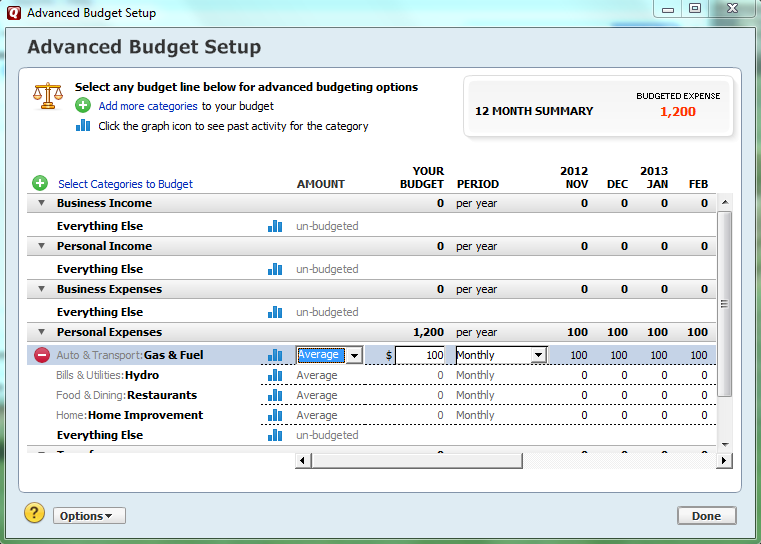 Advanced Budget Setup
Advanced Budget Setup
Select any budget line below for advanced budgeting options
Add more categories to your budget
Click the graph icon to see past activity for the category
12 MONTH SUMMARY
BUDGETED EXPENSE
1,200
Select Categories to Budget AMOUNT YOUR BUDGET PERIOD 2012 NOV DEC 2013 JAN FEB
Business Income 0 per year 0 0 0 0
Everything Else un-budgeted
Personal Income 0 per year 0 0 0 0
Everything Else un-budgeted
Business Expenses 0 per year 0 0 0 0
Everything Else un-budgeted
Personal Expenses 1,200 per year 100 100 100 100
Auto & Transport:Gas & Fuel Average $ 100 Monthly 100 100 100 100
Bills & Utilities:Hydro Average 0 Monthly 0 0 0 0
Food & Dining:Restaurants Average 0 Monthly 0 0 0 0
Home:Home Improvement Average 0 Monthly 0 0 0 0
Everything Else un-budgeted
? Options Done